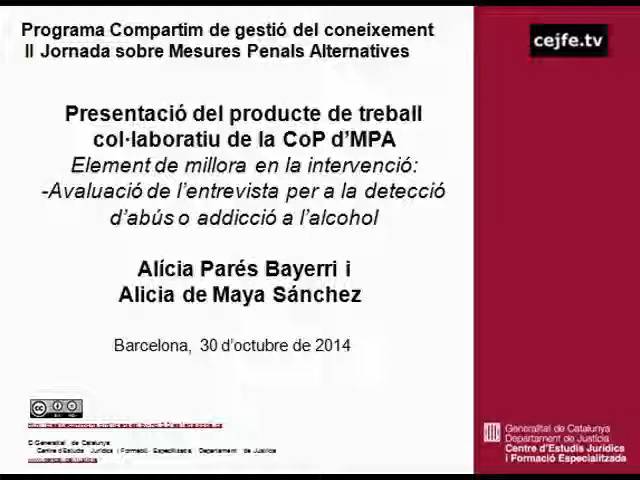 Programa Compartim de gestió del coneixement
II Jornada sobre Mesures Penals Alternatives
cejfe.tv
Presentació del producte de treball
col·laboratiu de la CoP d’MPA
Element de millora en la intervenció:
-Avaluació de l’entrevista per a la detecció
d’abús o addicció a l’alcohol
Alícia Parés Bayerri i
Alicia de Maya Sánchez
Barcelona, 30 d’octubre de 2014
Generalitat de Catalunya
Centre d’Estudis Jurídics i Formació Especialitzada. Departament de Justícia
Generalitat de Catalunya
Departament de Justícia
Centre d’Estudis Jurídics
i Formació Especialitzada